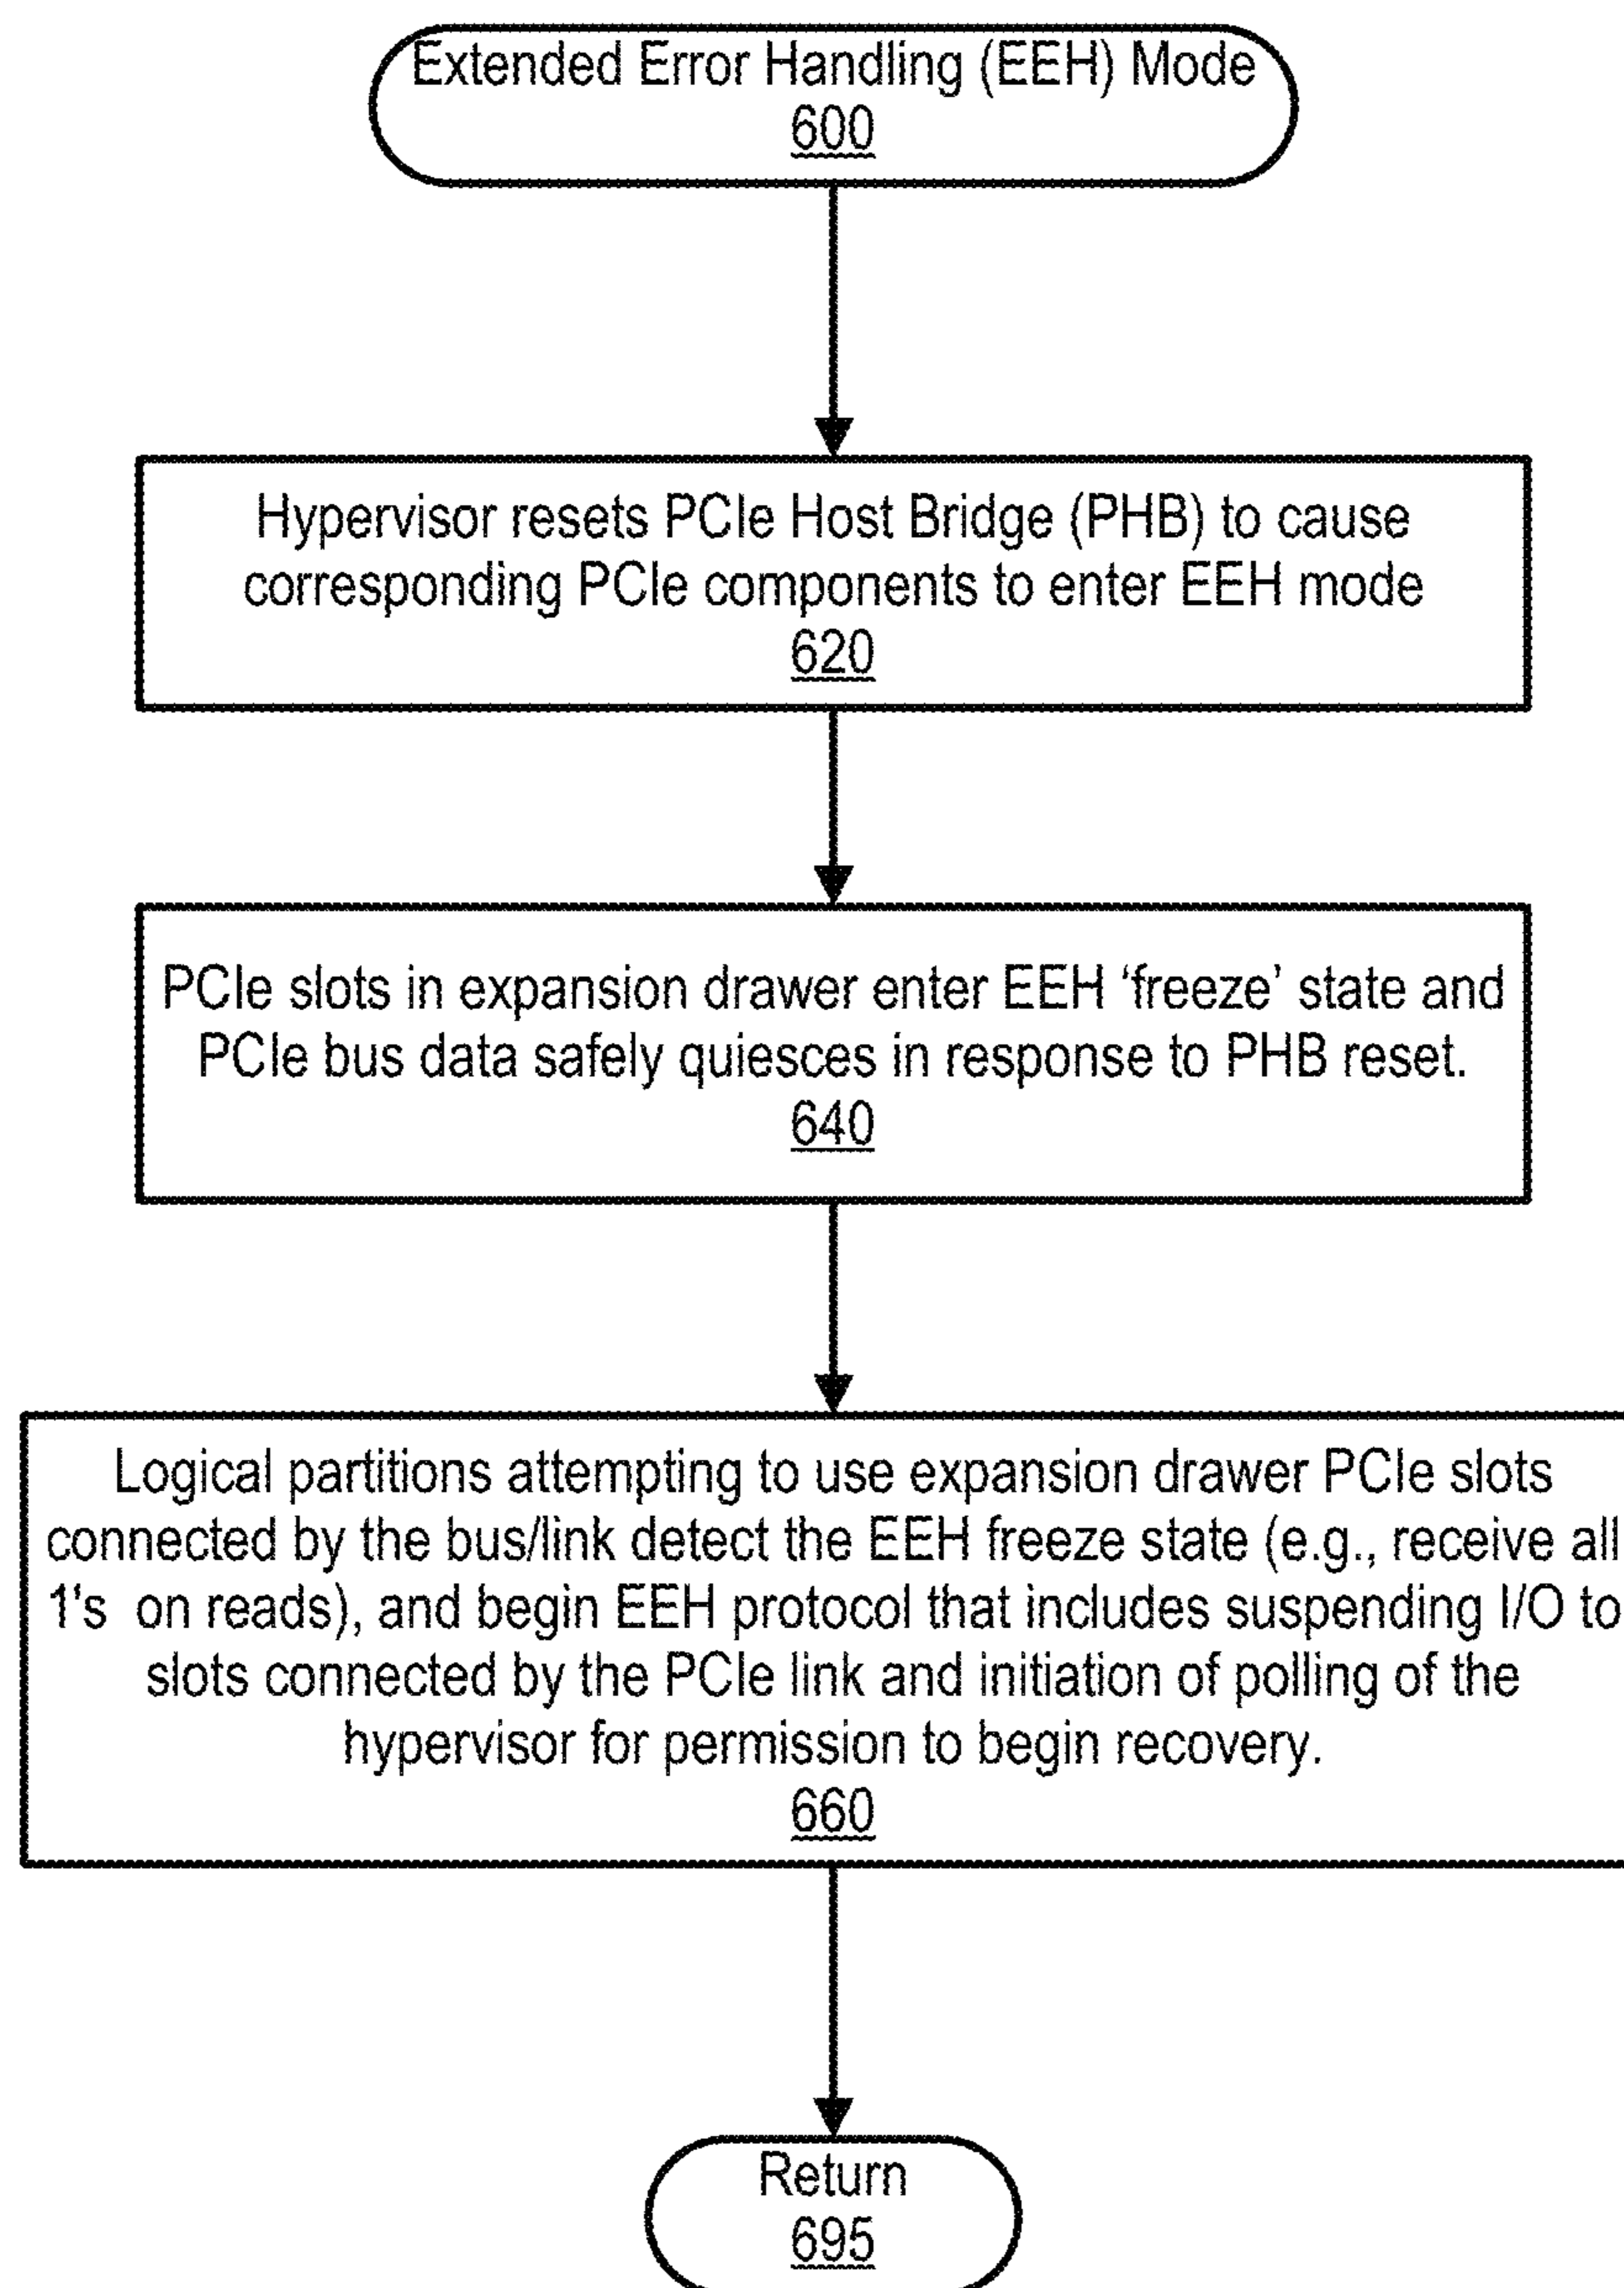 Extended Error Handling (EEH) Mode
600
Hypervisor resets PCIe Host Bridge (PHB) to cause
corresponding PCIe components to enter EEH mode
620
PCIe slots in expansion drawer enter EEH ‘freeze’ state and
PCIe bus data safely quiesces in response to PHB reset.
640
Logical partitions attempting to use expansion drawer PCIe slots
connected by the bus/link detect the EEH freeze state (e.g., receive all
1's on reads), and begin EEH protocol that includes suspending I/O to
slots connected by the PCIe link and initiation of polling of the
hypervisor for permission to begin recovery.
660
Return
695